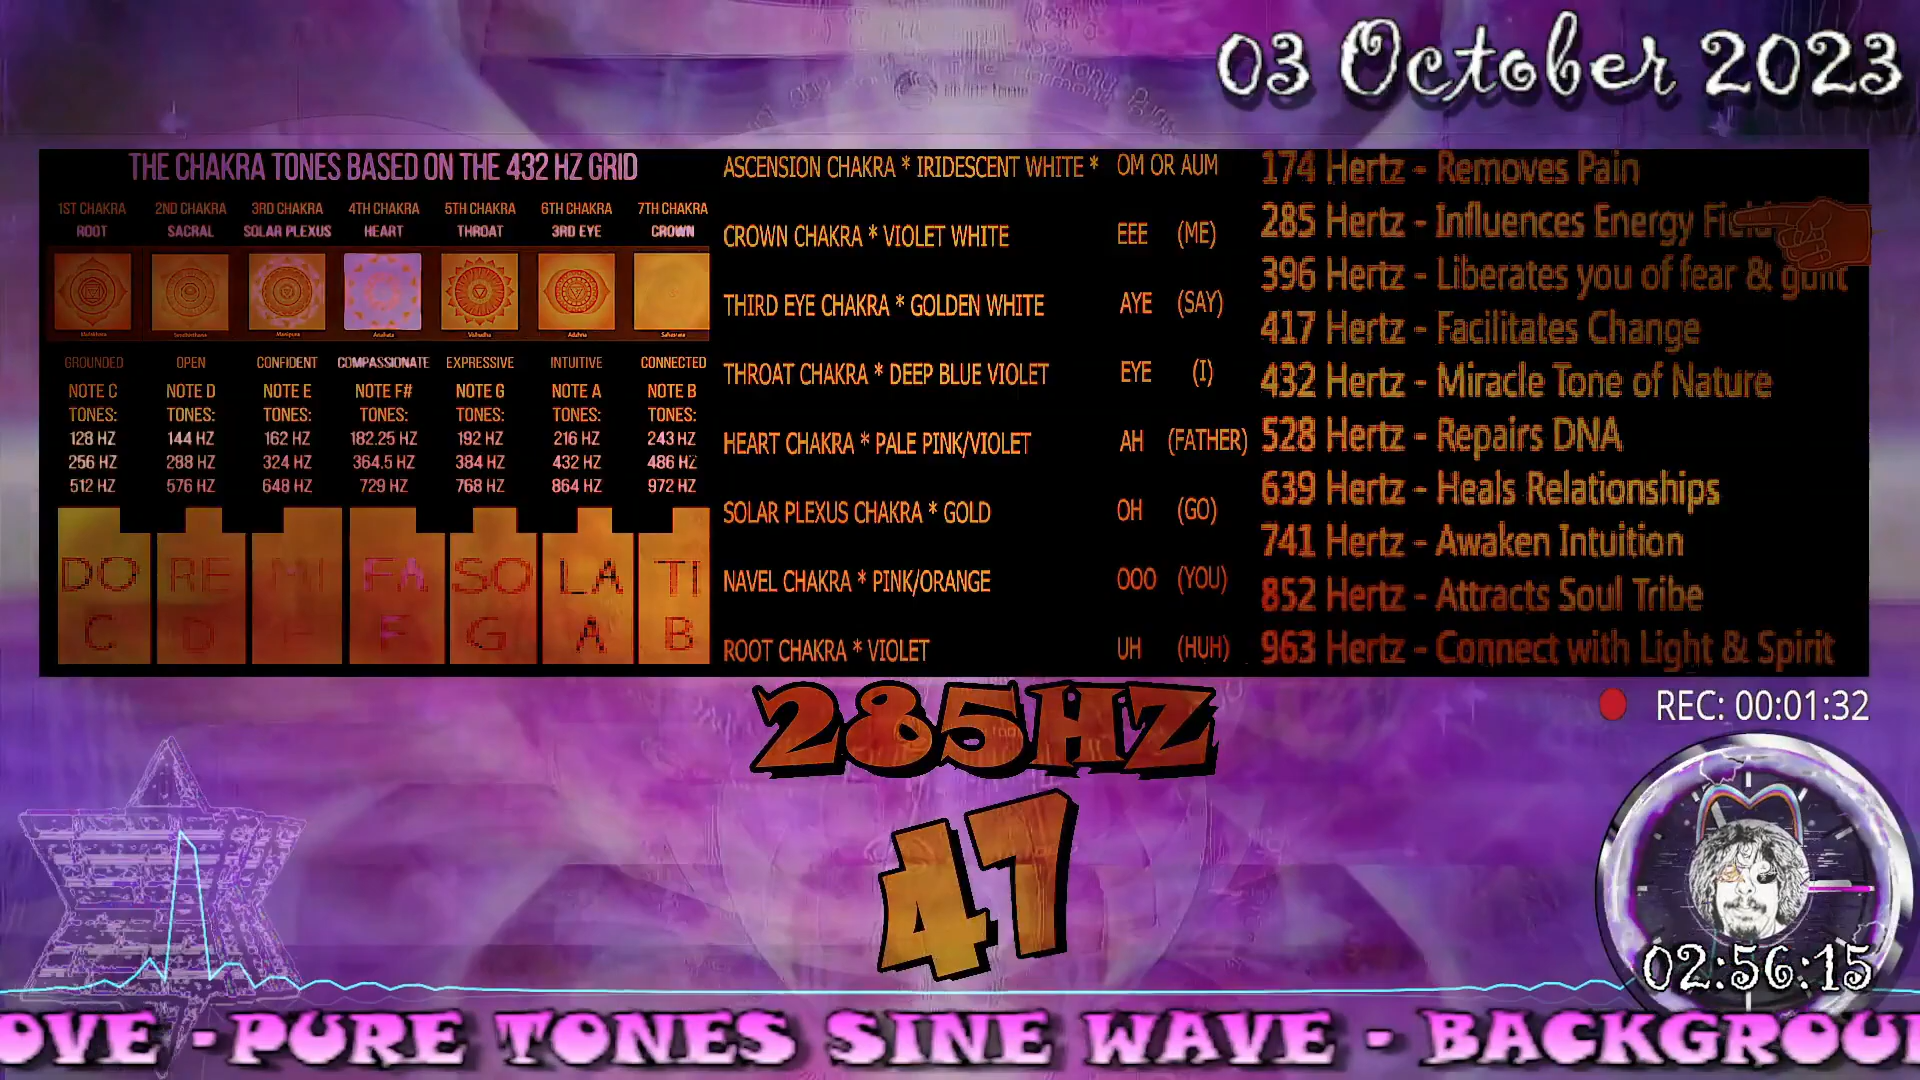 03 October 2023
THE CHAKRA TONES BASED ON THE 432 HZ GRID
1ST CHAKRA 2ND CHAKRA 3RD CHAKRA 4TH CHAKRA 5TH CHAKRA 6TH CHAKRA 7TH CHAKRA
ROOT SACRAL SOLAR PLEXUS HEART THROAT 3RD EYE CROWN
GROUNDED OPEN CONFIDENT COMPASSIONATE EXPRESSIVE INTUITIVE CONNECTED
NOTE C NOTE D NOTE E NOTE F# NOTE G NOTE A NOTE B
TONES: TONES: TONES: TONES: TONES: TONES: TONES:
128 HZ 144 HZ 162 HZ 182.25 HZ 192 HZ 216 HZ 243 HZ
256 HZ 288 HZ 324 HZ 364.5 HZ 384 HZ 432 HZ 486 HZ
512 HZ 576 HZ 648 HZ 729 HZ 768 HZ 864 HZ 972 HZ
DO RE MI FA SO LA TI
C D F G A B
ASCENSION CHAKRA * IRIDESCENT WHITE * OM OR AUM
CROWN CHAKRA * VIOLET WHITE EEE (ME)
THIRD EYE CHAKRA * GOLDEN WHITE AYE (SAY)
THROAT CHAKRA * DEEP BLUE VIOLET EYE (I)
HEART CHAKRA * PALE PINK/VIOLET AH (FATHER)
SOLAR PLEXUS CHAKRA * GOLD OH (GO)
NAVEL CHAKRA * PINK/ORANGE OOO (YOU)
ROOT CHAKRA * VIOLET UH (HUH)
174 Hertz - Removes Pain
285 Hertz - Influences Energy Field
396 Hertz - Liberates you of fear & guilt
417 Hertz - Facilitates Change
432 Hertz - Miracle Tone of Nature
528 Hertz - Repairs DNA
639 Hertz - Heals Relationships
741 Hertz - Awaken Intuition
852 Hertz - Attracts Soul Tribe
963 Hertz - Connect with Light & Spirit
285HZ
REC: 00:01:32
47
02:56:15
OVE - PURE TONES SINE WAVE - BACKGROU